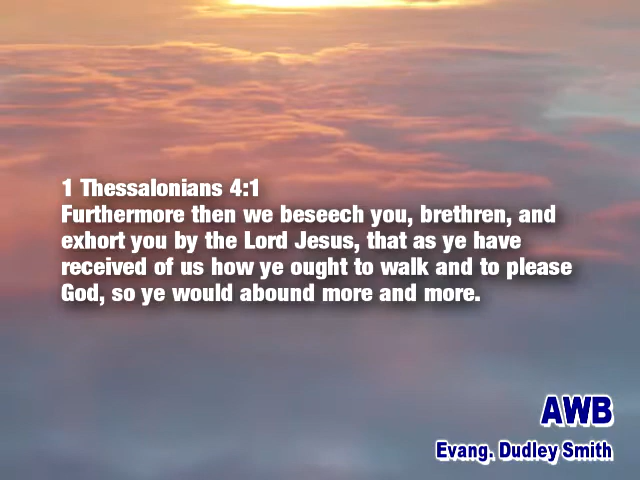 1 Thessalonians 4:1
Furthermore then we beseech you, brethren, and
exhort you by the Lord Jesus, that as ye have
received of us how ye ought to walk and to please
God, so ye would abound more and more.
AWB
Evang. Dudley Smith